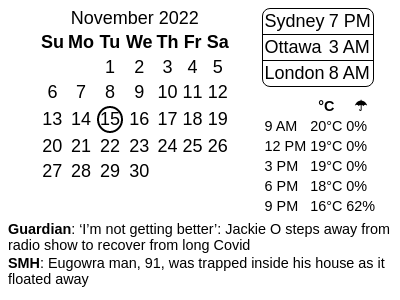 November 2022
Su Mo Tu We Th Fr Sa
1 2 3 4 5
6 7 8 9 10 11 12
13 14 15 16 17 18 19
20 21 22 23 24 25 26
27 28 29 30
Sydney 7 PM
Ottawa 3 AM
London 8 AM
°C ☂
9 AM 20°C 0%
12 PM 19°C 0%
3 PM 19°C 0%
6 PM 18°C 0%
9 PM 16°C 62%
Guardian: ‘I’m not getting better’: Jackie O steps away from
radio show to recover from long Covid
SMH: Eugowra man, 91, was trapped inside his house as it
floated away